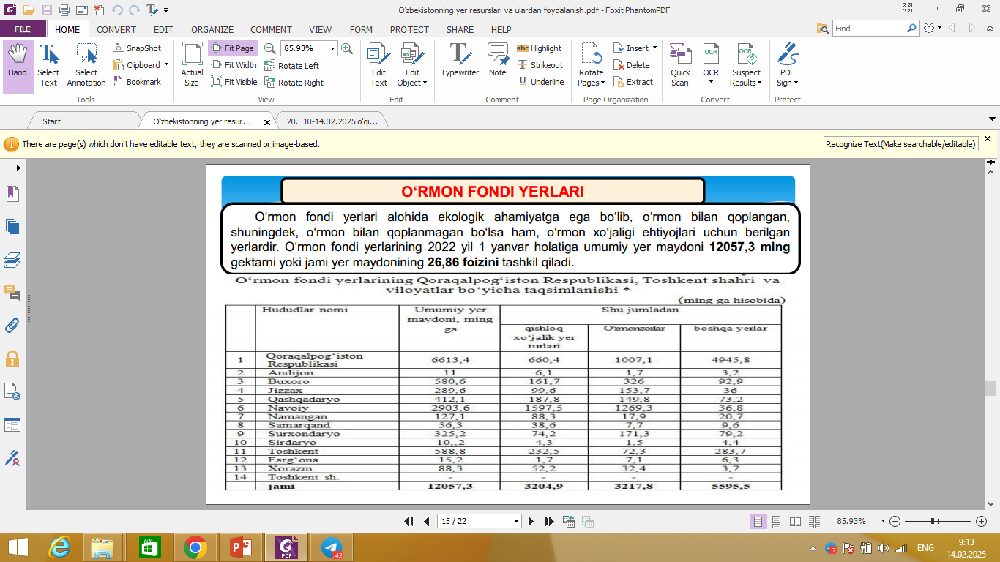 O'zbekistonning yer resurslari va ulardan foydalanish.pdf - Foxit PhantomPDF
FILE HOME CONVERT EDIT ORGANIZE COMMENT VIEW FORM PROTECT SHARE HELP
Find
Hand
Select Text
Select Annotation
SnapShot
Clipboard
Bookmark
Tools
Actual Size
Fit Page
Fit Width
Fit Visible
85.93%
Rotate Left
Rotate Right
View
Edit Text
Edit Object
Edit
Typewriter
Note
abc Highlight
Strikeout
U Underline
Comment
Rotate Pages
Insert
Delete
Extract
Page Organization
Quick Scan
OCR
OCR
OCR
Suspect Results
Convert
PDF Sign
Protect
Start
O'zbekistonning yer resur...
20. 10-14.02.2025 o'qi...
There are page(s) which don't have editable text, they are scanned or image-based.
Recognize Text(Make searchable/editable)
O‘RMON FONDI YERLARI
O‘rmon fondi yerlari alohida ekologik ahamiyatga ega bo‘lib, o‘rmon bilan qoplangan,
shuningdek, o‘rmon bilan qoplanmagan bo‘lsa ham, o‘rmon xo‘jaligi ehtiyojlari uchun berilgan
yerlardir. O‘rmon fondi yerlarining 2022 yil 1 yanvar holatiga umumiy yer maydoni 12057,3 ming
gektarni yoki jami yer maydonining 26,86 foizini tashkil qiladi.
O‘rmon fondi yerlarining Qoraqalpog‘iston Respublikasi, Toshkent shahri va
viloyatlar bo‘yicha taqsimlanishi *
(ming ga hisobida)
Hududlar nomi
Umumiy yer maydoni, ming ga
Shu jumladan
qishloq xo‘jalik yer turlari
O‘rmonzorlar
boshqa yerlar
1 Qoraqalpog‘iston Respublikasi 6613,4 660,4 1007,1 4945,8
2 Andijon 11 6,1 1,7 3,2
3 Buxoro 580,6 161,7 326 92,9
4 Jizzax 289,6 99,6 153,7 36
5 Qashqadaryo 412,1 187,8 149,8 73,2
6 Navoiy 2903,6 1597,5 1269,3 36,8
7 Namangan 127,1 88,3 17,9 20,7
8 Samarqand 56,3 38,6 7,7 9,6
9 Surxondaryo 325,2 74,2 171,3 79,2
10 Sirdaryo 10,,2 4,3 1,5 4,4
11 Toshkent 588,8 232,5 72,3 283,7
12 Farg‘ona 15,2 1,7 7,1 6,3
13 Xorazm 88,3 52,2 32,4 3,7
14 Toshkent sh. - - - -
jami 12057,3 3204,9 3217,8 5595,5
15 / 22
85.93%
PDF
.42
2
ENG
9:13
14.02.2025